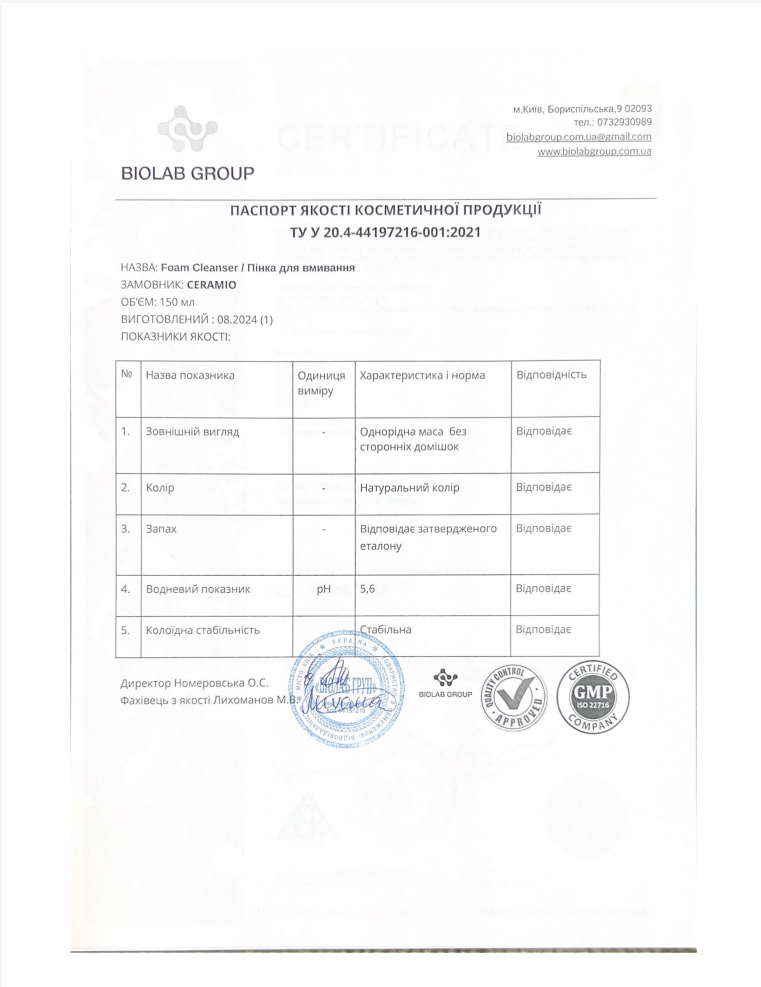 м.Київ, Бориспільська,9 02093
тел.: 0732930989
biolabgroup.com.ua@gmail.com
www.biolabgroup.com.ua
CERTIFICATE
BIOLAB GROUP
ПАСПОРТ ЯКОСТІ КОСМЕТИЧНОЇ ПРОДУКЦІЇ
ТУ У 20.4-44197216-001:2021
НАЗВА: Foam Cleanser / Пінка для вмивання
ЗАМОВНИК: CERAMIO
ОБ'ЄМ: 150 мл
ВИГОТОВЛЕНИЙ : 08.2024 (1)
ПОКАЗНИКИ ЯКОСТІ:
№ Назва показника Одиниця виміру Характеристика і норма Відповідність
1. Зовнішній вигляд - Однорідна маса без сторонніх домішок Відповідає
2. Колір - Натуральний колір Відповідає
3. Запах - Відповідає затвердженого еталону Відповідає
4. Водневий показник pH 5,6 Відповідає
5. Колоїдна стабільність Стабільна Відповідає
Директор Номеровська О.С.
Фахівець з якості Лихоманов М.В.
УКРАЇНА
44197216
BIOLAB GROUP
QUALITY CONTROL
APPROVED
CERTIFIED
GMP
ISO 22716
COMPANY